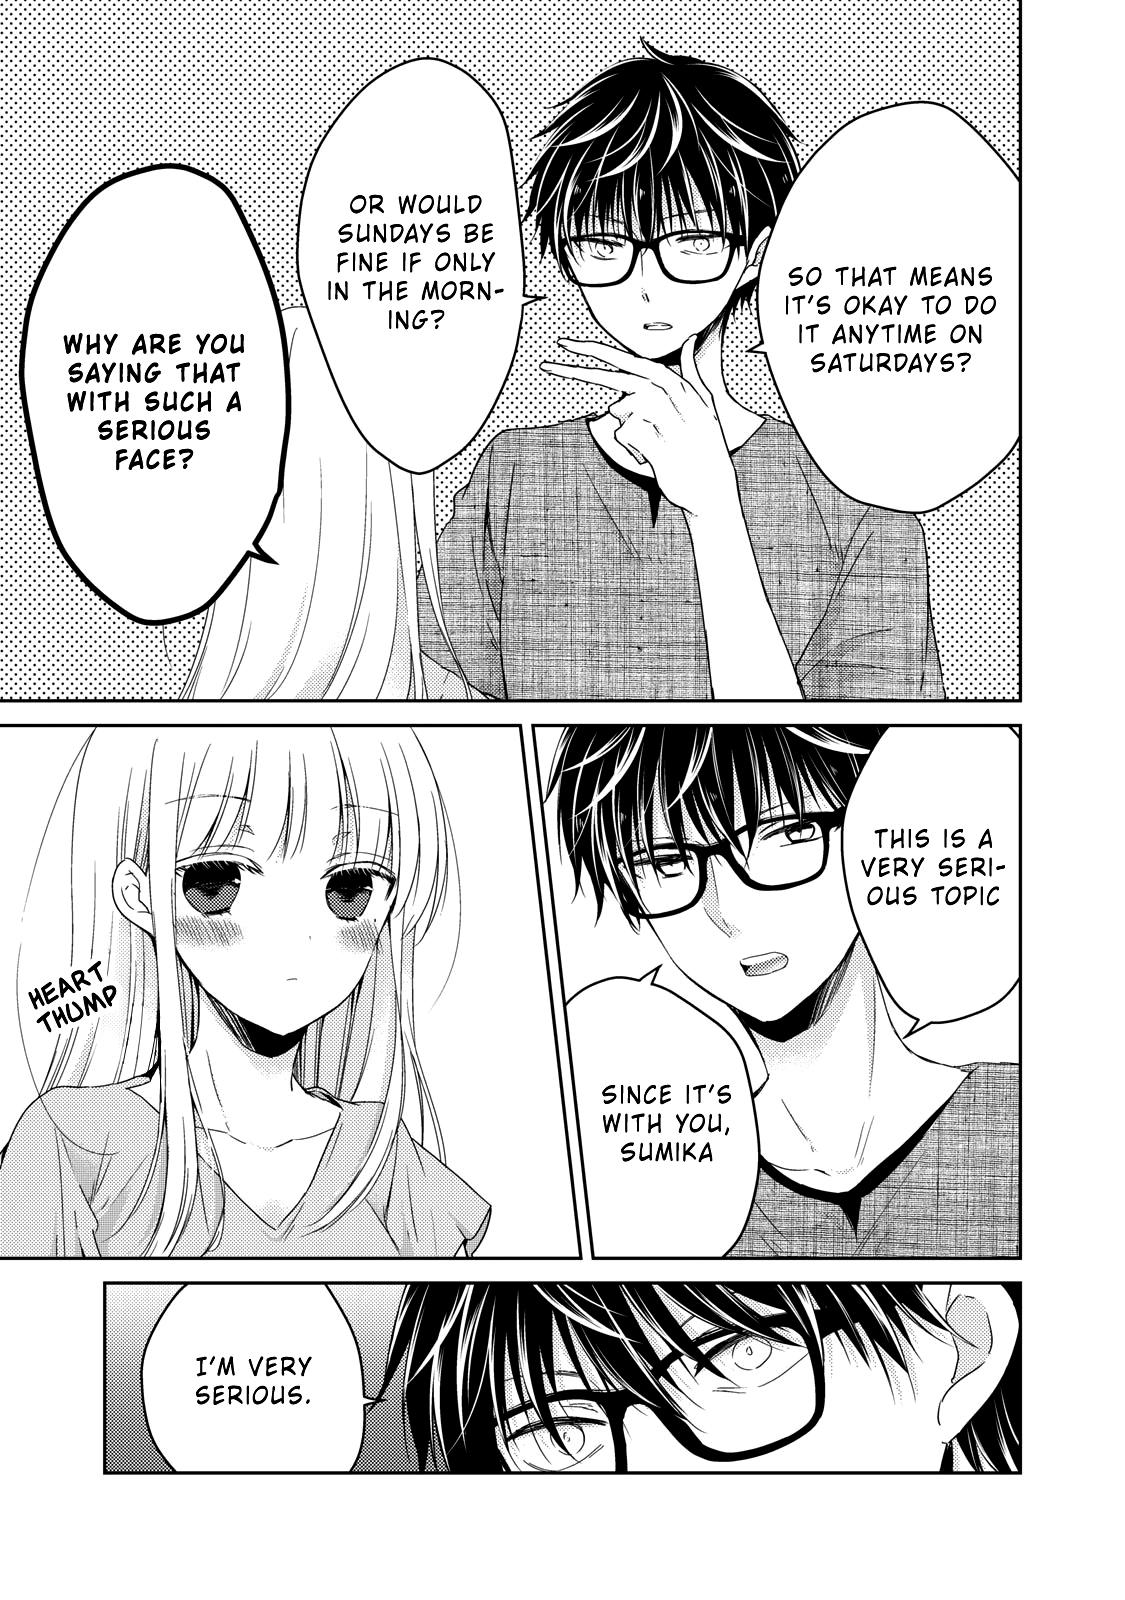 SO THAT MEANS
IT'S OKAY TO DO
IT ANYTIME ON
SATURDAYS?
OR WOULD
SUNDAYS BE
FINE IF ONLY
IN THE MORN-
ING?
WHY ARE YOU
SAYING THAT
WITH SUCH A
SERIOUS
FACE?
THIS IS A
VERY SERI-
OUS TOPIC
SINCE IT'S
WITH YOU,
SUMIKA
HEART
THUMP
I'M VERY
SERIOUS.